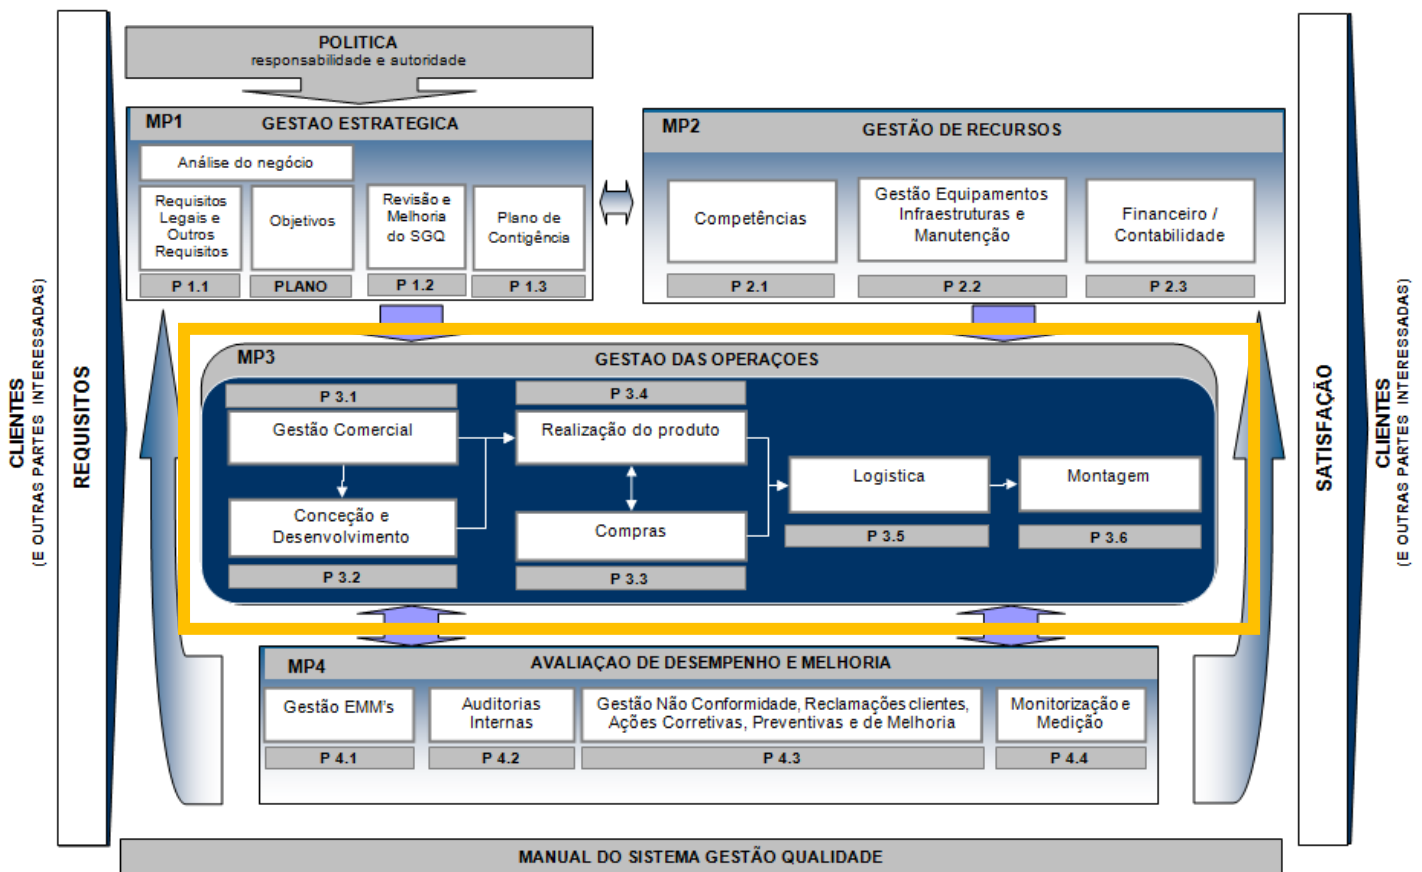 POLITICA
responsabilidade e autoridade
MP1
GESTAO ESTRATEGICA
Análise do negócio
Requisitos
Legais e
Outros
Requisitos
P 1.1
Objetivos
PLANO
Revisão e
Melhoria
do SGQ
P 1.2
Plano de
Contigência
P 1.3
MP2
GESTÃO DE RECURSOS
Competências
P 2.1
Gestão Equipamentos
Infraestruturas e
Manutenção
P 2.2
Financeiro /
Contabilidade
P 2.3
CLIENTES
(E OUTRAS PARTES INTERESSADAS)
REQUISITOS
MP3
GESTAO DAS OPERAÇOES
P 3.1
Gestão Comercial
Conceção e
Desenvolvimento
P 3.2
P 3.4
Realização do produto
Compras
P 3.3
Logistica
P 3.5
Montagem
P 3.6
SATISFAÇÃO
CLIENTES
(E OUTRAS PARTES INTERESSADAS)
MP4
AVALIAÇAO DE DESEMPENHO E MELHORIA
Gestão EMM's
P 4.1
Auditorias
Internas
P 4.2
Gestão Não Conformidade, Reclamações clientes,
Ações Corretivas, Preventivas e de Melhoria
P 4.3
Monitorização e
Medição
P 4.4
MANUAL DO SISTEMA GESTÃO QUALIDADE